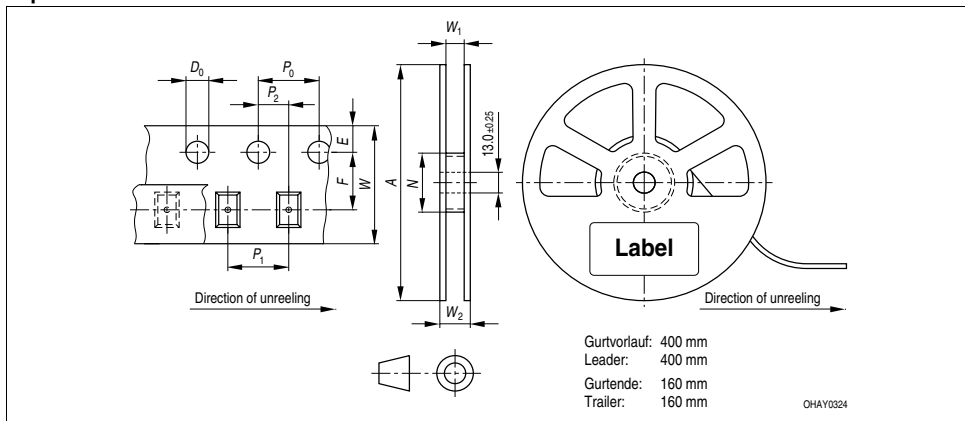 W1
D0
P0
P2
E
F
W
A
N
13.0 ±0.25
Label
P1
Direction of unreeling
W2
Direction of unreeling
Gurtvorlauf: 400 mm
Leader: 400 mm
Gurtende: 160 mm
Trailer: 160 mm
OHAY0324